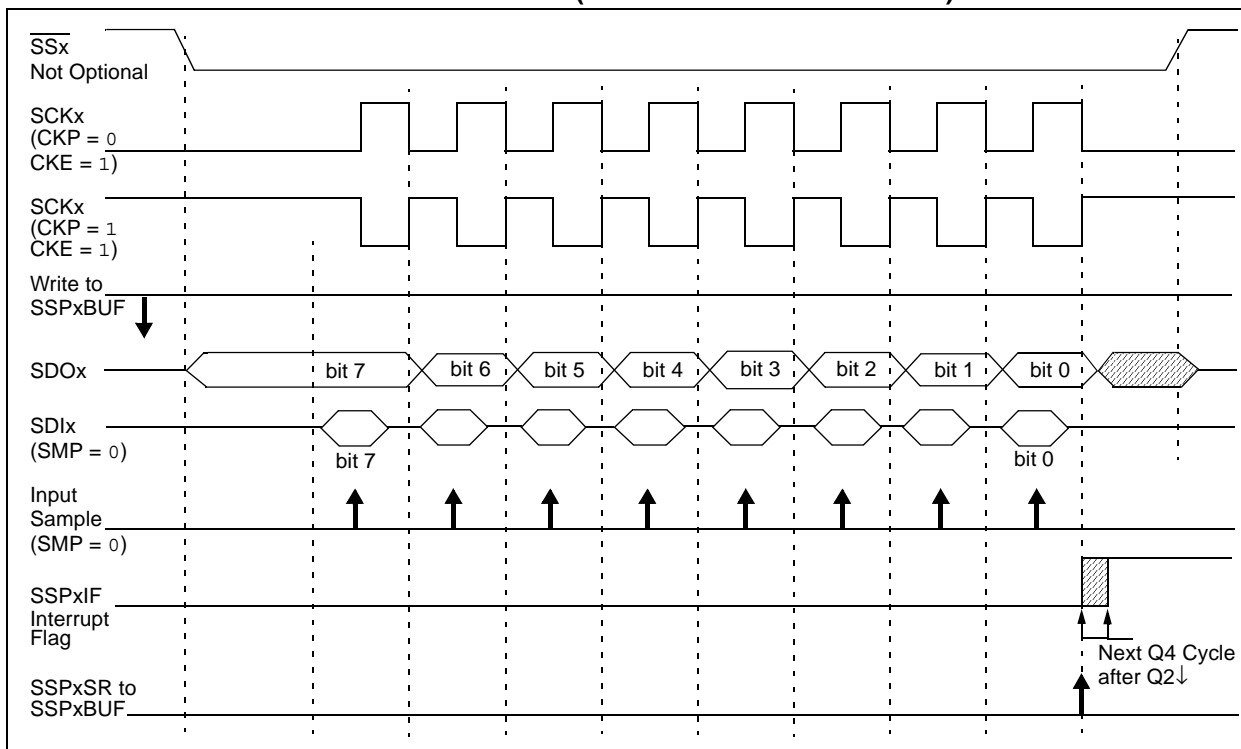 SSx
Not Optional
SCKx
(CKP = 0
CKE = 1)
SCKx
(CKP = 1
CKE = 1)
Write to
SSPxBUF
SDOx
bit 7
bit 6
bit 5
bit 4
bit 3
bit 2
bit 1
bit 0
SDIx
(SMP = 0)
bit 7
bit 0
Input
Sample
(SMP = 0)
SSPxIF
Interrupt
Flag
Next Q4 Cycle
after Q2↓
SSPxSR to
SSPxBUF